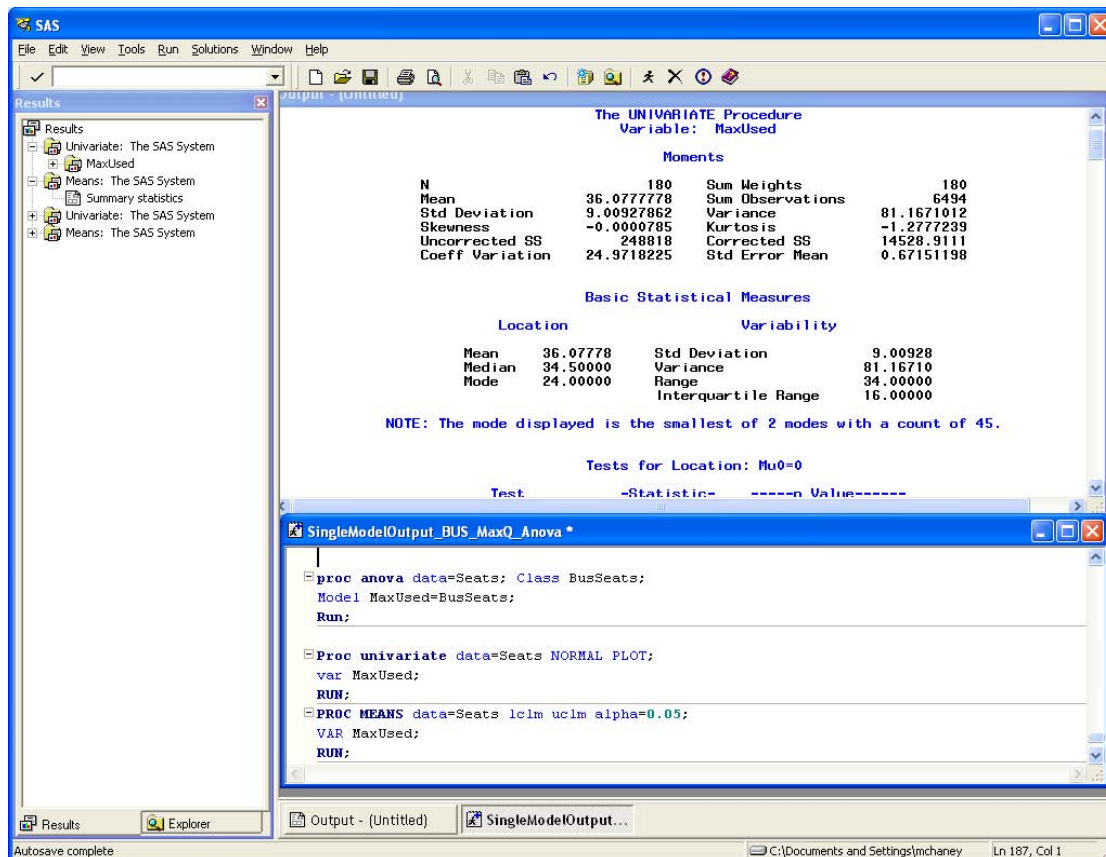 SAS
File Edit View Tools Run Solutions Window Help
Results
Results
Univariate: The SAS System
MaxUsed
Means: The SAS System
Summary statistics
Univariate: The SAS System
Means: The SAS System
Results Explorer
Output - (Untitled)
The UNIVARIATE Procedure
Variable: MaxUsed
Moments
N 180 Sum Weights 180
Mean 36.0777778 Sum Observations 6494
Std Deviation 9.00927862 Variance 81.1671012
Skewness -0.0000785 Kurtosis -1.2777239
Uncorrected SS 248818 Corrected SS 14528.9111
Coeff Variation 24.9718225 Std Error Mean 0.67151198
Basic Statistical Measures
Location Variability
Mean 36.07778 Std Deviation 9.00928
Median 34.50000 Variance 81.16710
Mode 24.00000 Range 34.00000
Interquartile Range 16.00000
NOTE: The mode displayed is the smallest of 2 modes with a count of 45.
Tests for Location: Mu0=0
Test -Statistic- -----p Value------
SingleModelOutput_BUS_MaxQ_Anova *
proc anova data=Seats; Class BusSeats;
Model MaxUsed=BusSeats;
Run;
Proc univariate data=Seats NORMAL PLOT;
var MaxUsed;
RUN;
PROC MEANS data=Seats lclm uclm alpha=0.05;
VAR MaxUsed;
RUN;
Output - (Untitled) SingleModelOutput...
Autosave complete C:\Documents and Settings\mchaney Ln 187, Col 1